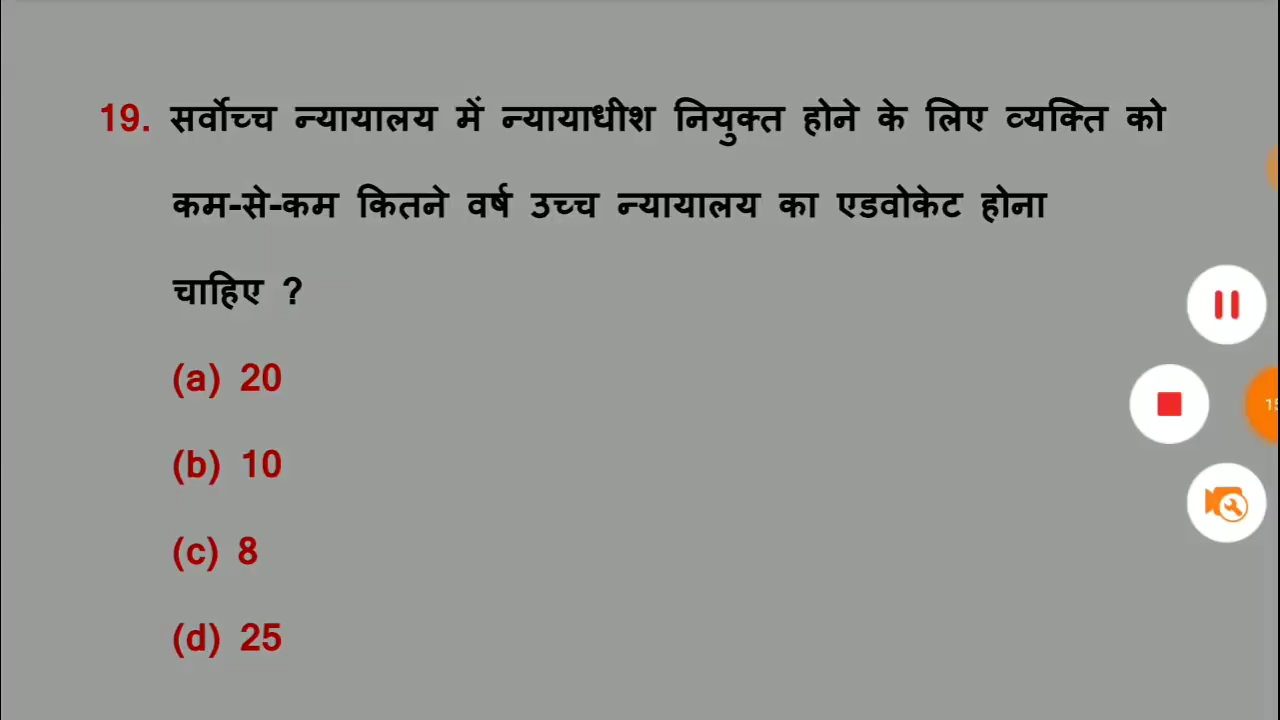 19. सर्वोच्च न्यायालय में न्यायाधीश नियुक्त होने के लिए व्यक्ति को
कम-से-कम कितने वर्ष उच्च न्यायालय का एडवोकेट होना
चाहिए ?
(a) 20
(b) 10
(c) 8
(d) 25